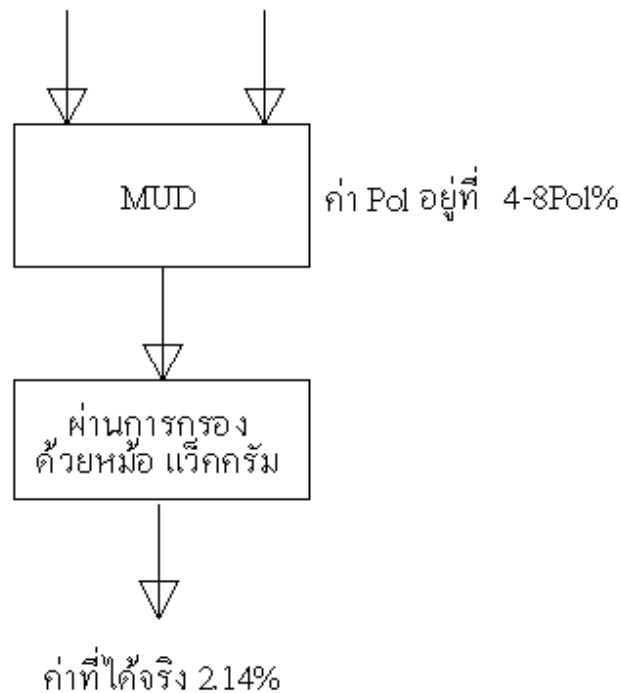 MUD
ค่า Pol อยู่ที่ 4-8Pol%
ผ่านการกรอง
ด้วยหม้อ แว็คครัม
ค่าที่ได้จริง 2.14%